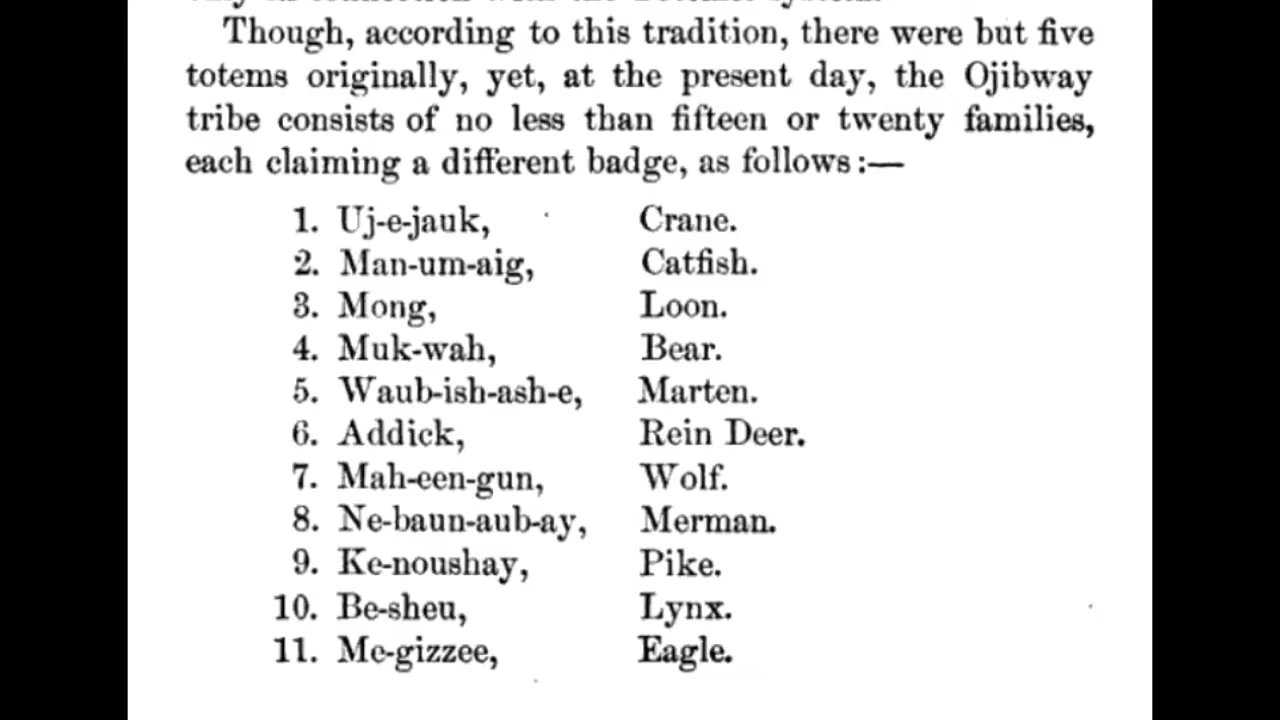 Though, according to this tradition, there were but five
totems originally, yet, at the present day, the Ojibway
tribe consists of no less than fifteen or twenty families,
each claiming a different badge, as follows:—
1. Uj-e-jauk, Crane.
2. Man-um-aig, Catfish.
3. Mong, Loon.
4. Muk-wah, Bear.
5. Waub-ish-ash-e, Marten.
6. Addick, Rein Deer.
7. Mah-een-gun, Wolf.
8. Ne-baun-aub-ay, Merman.
9. Ke-noushay, Pike.
10. Be-sheu, Lynx.
11. Me-gizzee, Eagle.